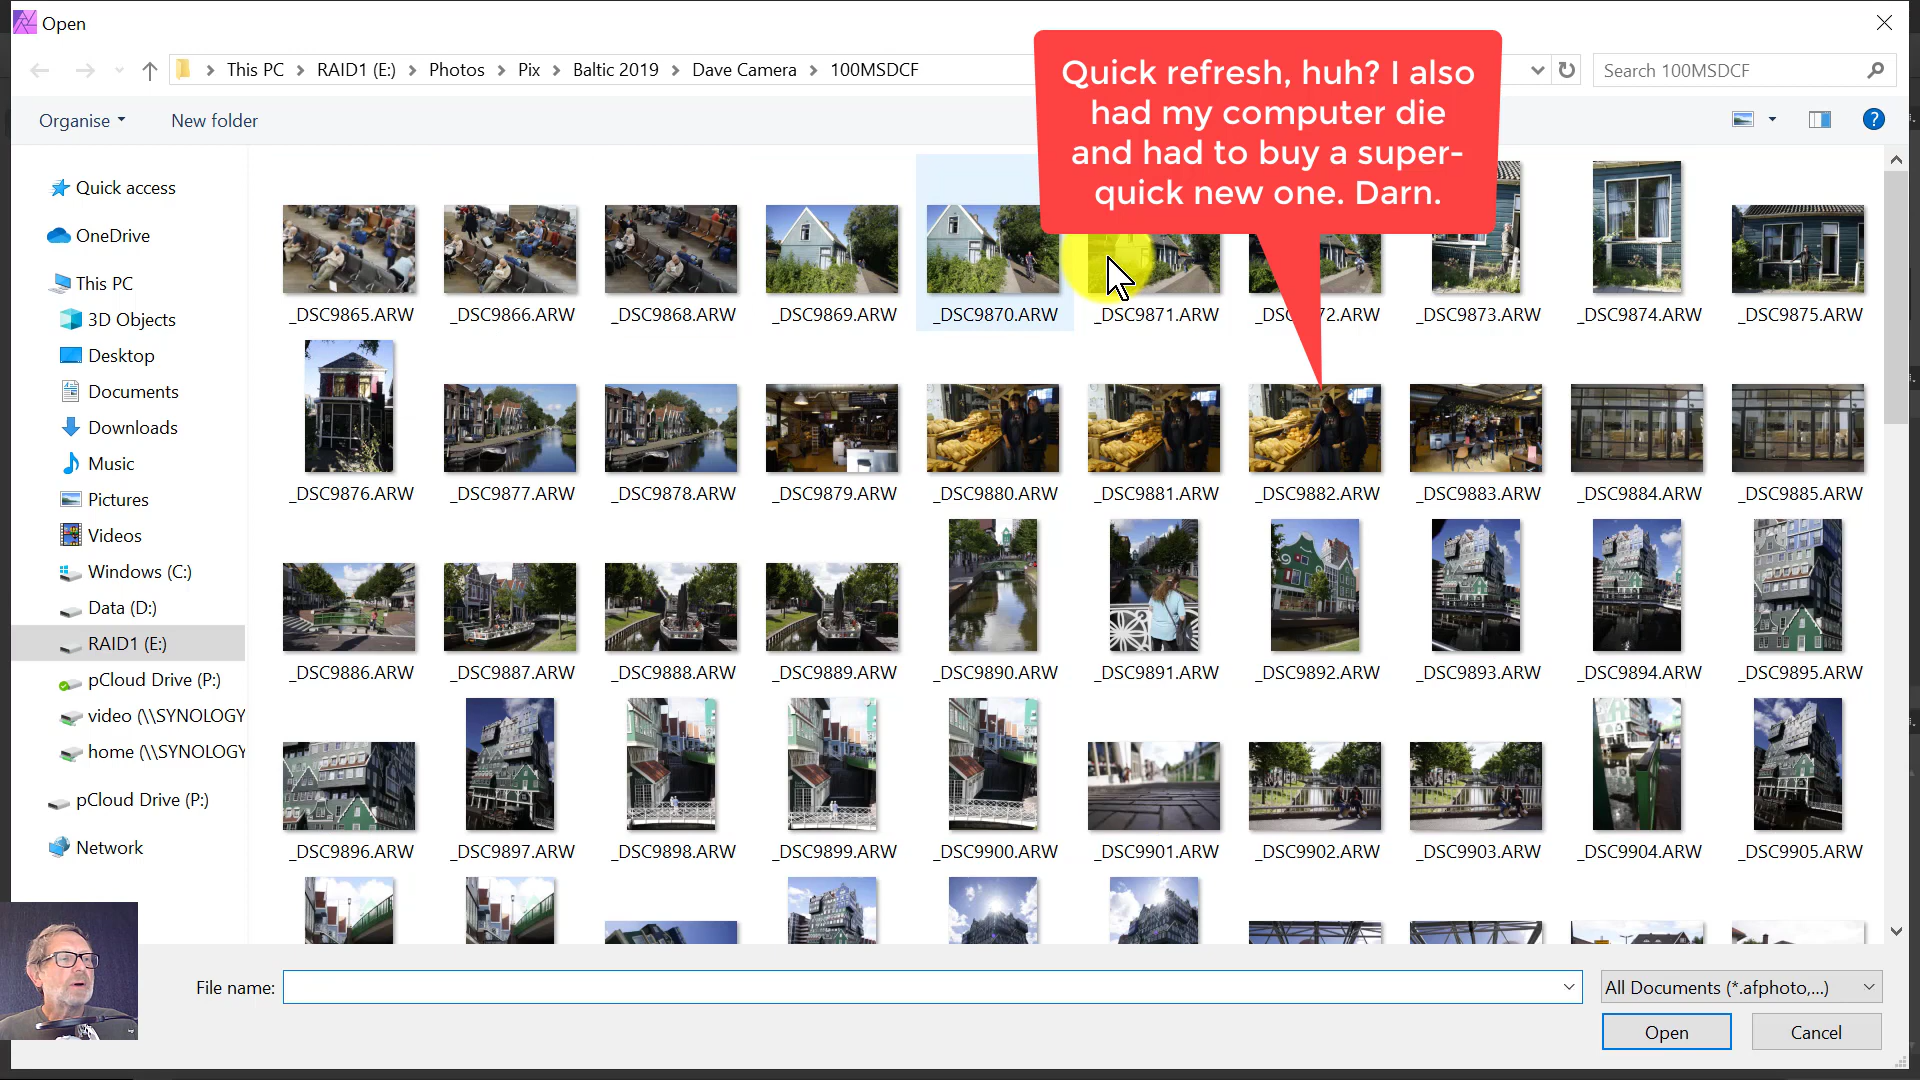 Open
This PC > RAID1 (E:) > Photos > Pix > Baltic 2019 > Dave Camera > 100MSDCF
Search 100MSDCF
Quick refresh, huh? I also
had my computer die
and had to buy a super-
quick new one. Darn.
Organise
New folder
?
Quick access
OneDrive
This PC
3D Objects
Desktop
Documents
Downloads
Music
Pictures
Videos
Windows (C:)
Data (D:)
RAID1 (E:)
pCloud Drive (P:)
video (\\SYNOLOGY
home (\\SYNOLOGY
pCloud Drive (P:)
Network
_DSC9865.ARW _DSC9866.ARW _DSC9868.ARW _DSC9869.ARW _DSC9870.ARW _DSC9871.ARW _DSC9872.ARW _DSC9873.ARW _DSC9874.ARW _DSC9875.ARW
_DSC9876.ARW _DSC9877.ARW _DSC9878.ARW _DSC9879.ARW _DSC9880.ARW _DSC9881.ARW _DSC9882.ARW _DSC9883.ARW _DSC9884.ARW _DSC9885.ARW
_DSC9886.ARW _DSC9887.ARW _DSC9888.ARW _DSC9889.ARW _DSC9890.ARW _DSC9891.ARW _DSC9892.ARW _DSC9893.ARW _DSC9894.ARW _DSC9895.ARW
_DSC9896.ARW _DSC9897.ARW _DSC9898.ARW _DSC9899.ARW _DSC9900.ARW _DSC9901.ARW _DSC9902.ARW _DSC9903.ARW _DSC9904.ARW _DSC9905.ARW
File name:
All Documents (*.afphoto,...)
Open
Cancel